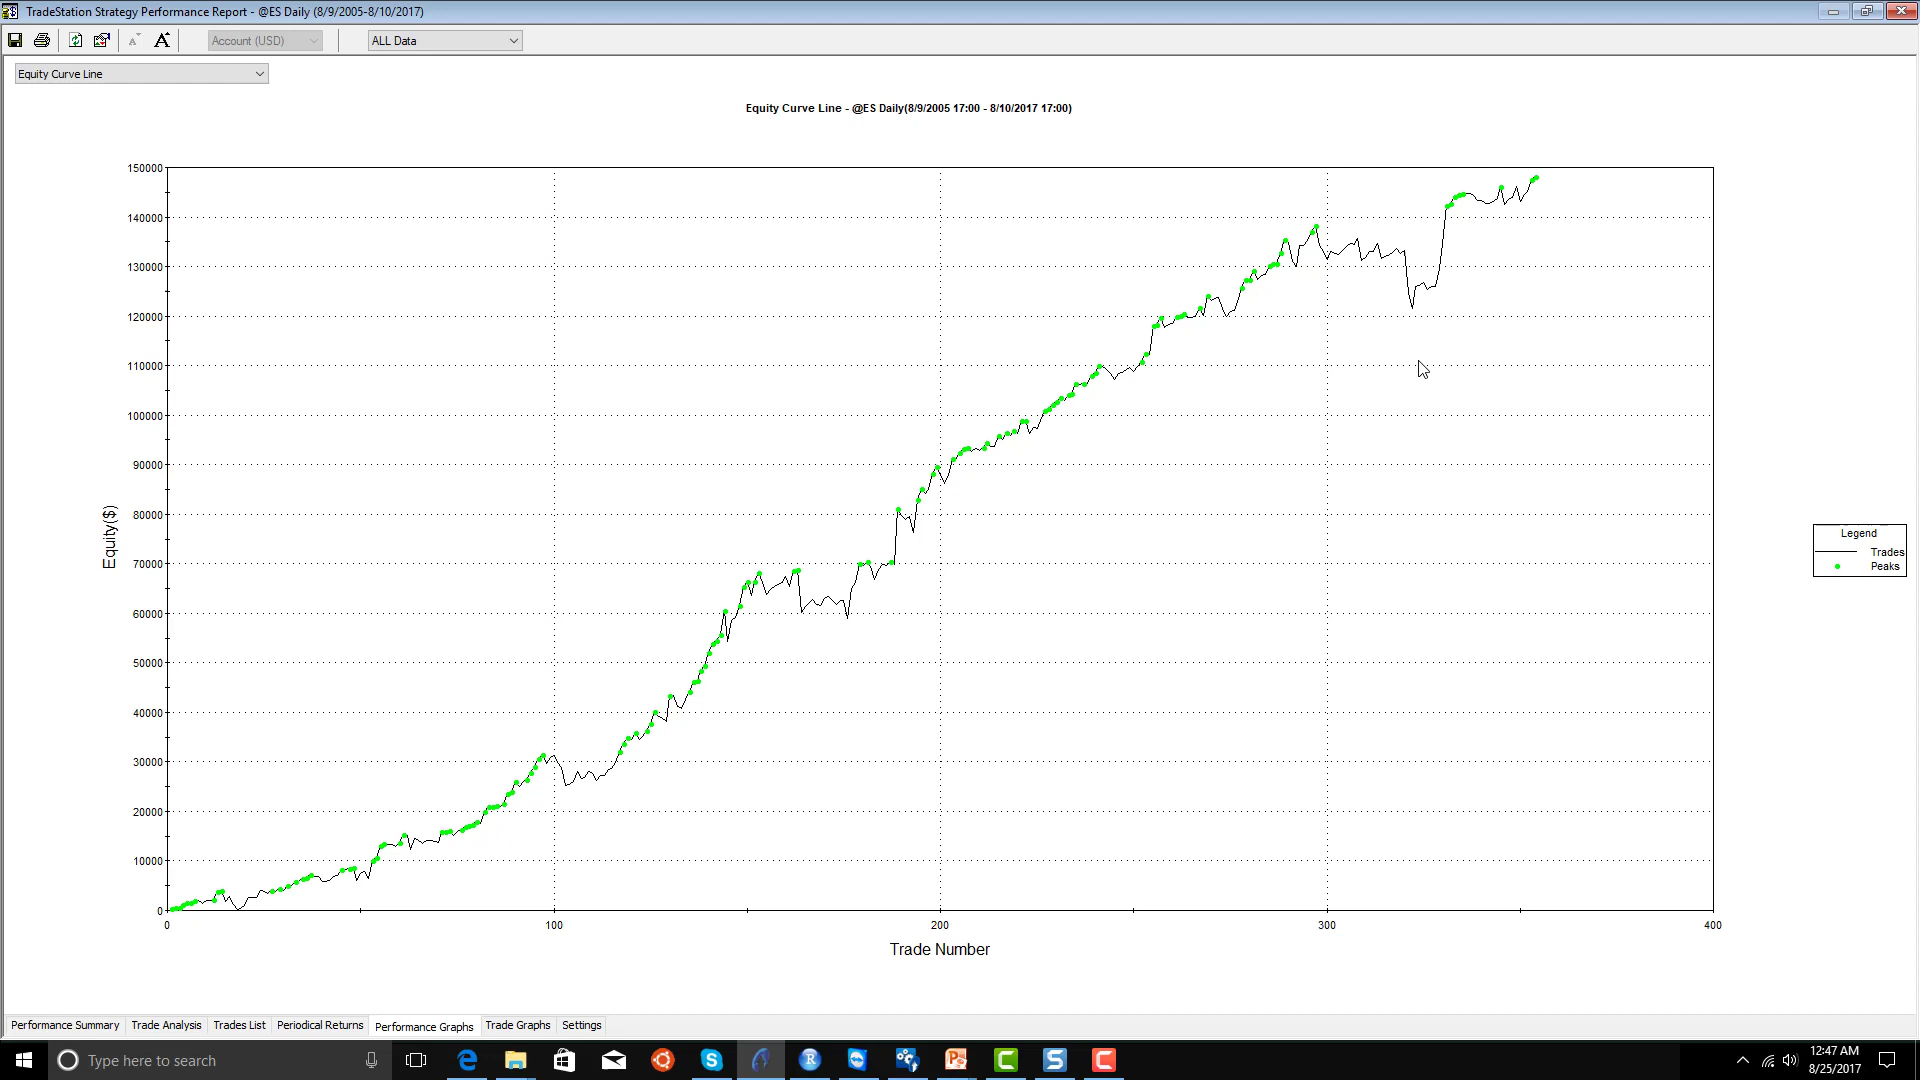 TradeStation Strategy Performance Report - @ES Daily (8/9/2005-8/10/2017)
Account (USD)
ALL Data
Equity Curve Line
Equity Curve Line - @ES Daily(8/9/2005 17:00 - 8/10/2017 17:00)
150000
140000
130000
120000
110000
100000
90000
80000
70000
60000
50000
40000
30000
20000
10000
0
Equity($)
0 100 200 300 400
Trade Number
Legend
Trades
Peaks
Performance Summary Trade Analysis Trades List Periodical Returns Performance Graphs Trade Graphs Settings
Type here to search
12:47 AM
8/25/2017